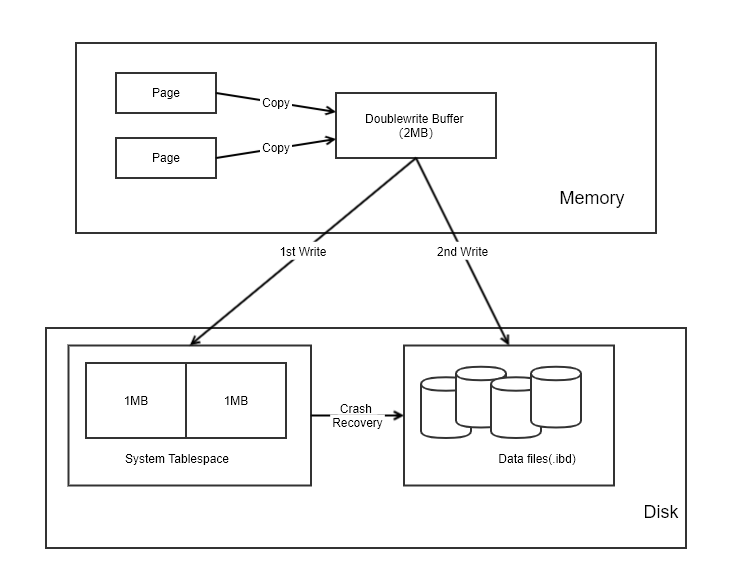 Page
Copy
Doublewrite Buffer
(2MB)
Page
Copy
Memory
1st Write
2nd Write
1MB
1MB
Crash
Recovery
System Tablespace
Data files(.ibd)
Disk